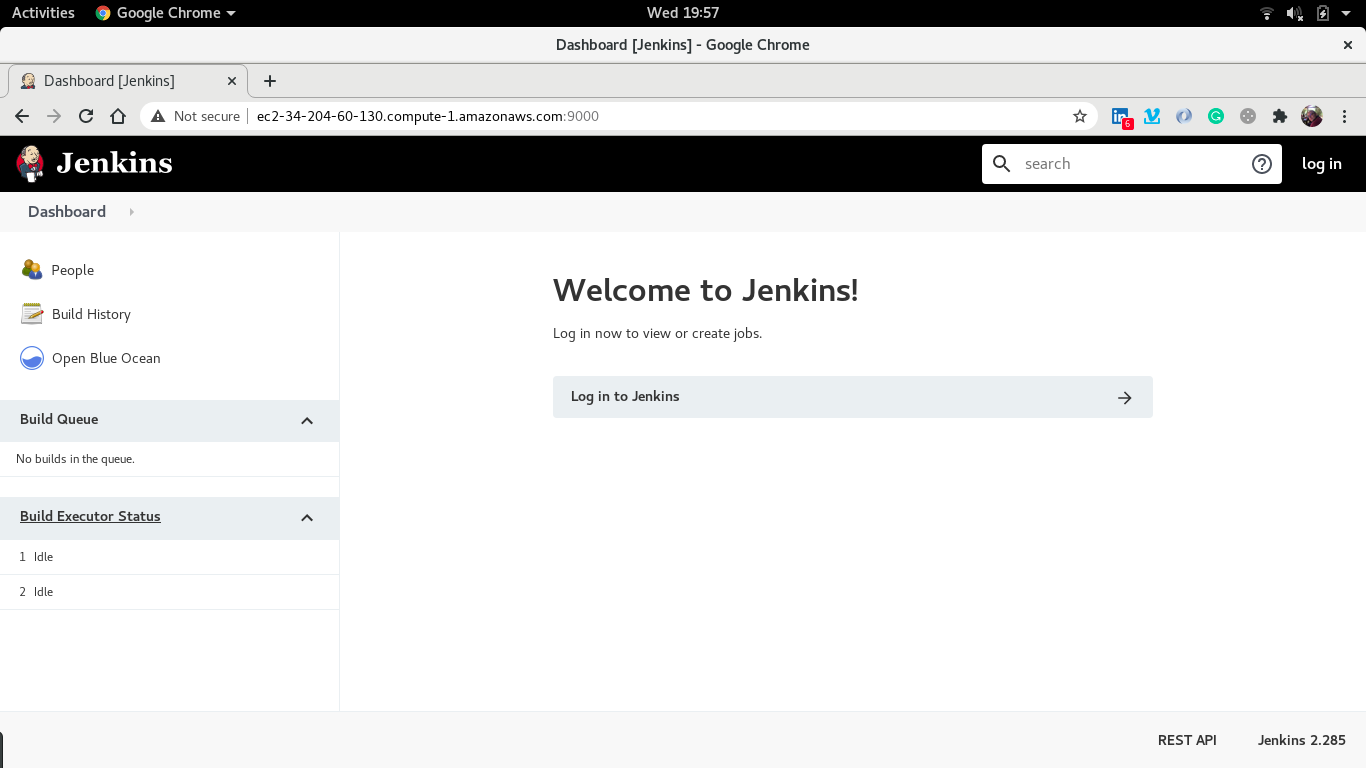 Activities Google Chrome Wed 19:57
Dashboard [Jenkins] - Google Chrome
Dashboard [Jenkins]
Not secure ec2-34-204-60-130.compute-1.amazonaws.com:9000
6
Jenkins search log in
Dashboard
People
Build History
Open Blue Ocean
Build Queue
No builds in the queue.
Build Executor Status
1 Idle
2 Idle
Welcome to Jenkins!
Log in now to view or create jobs.
Log in to Jenkins
REST API Jenkins 2.285